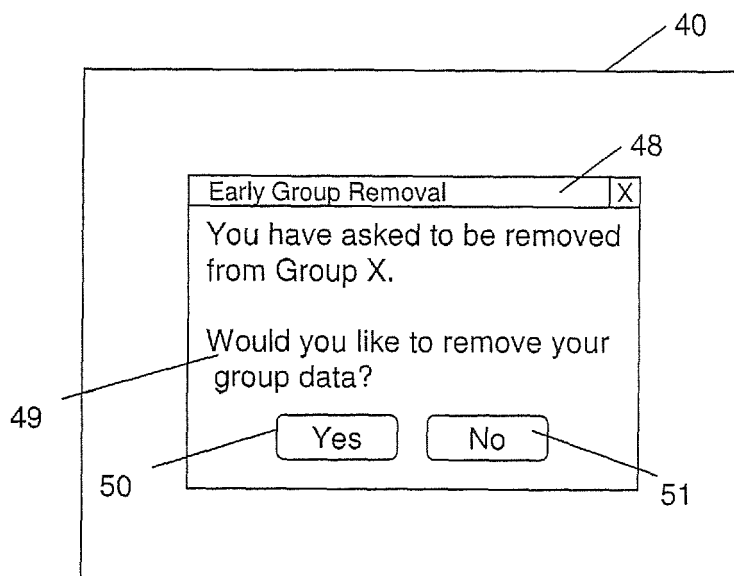 40
48
Early Group Removal X
You have asked to be removed
from Group X.
Would you like to remove your
group data?
49
Yes No
50
51